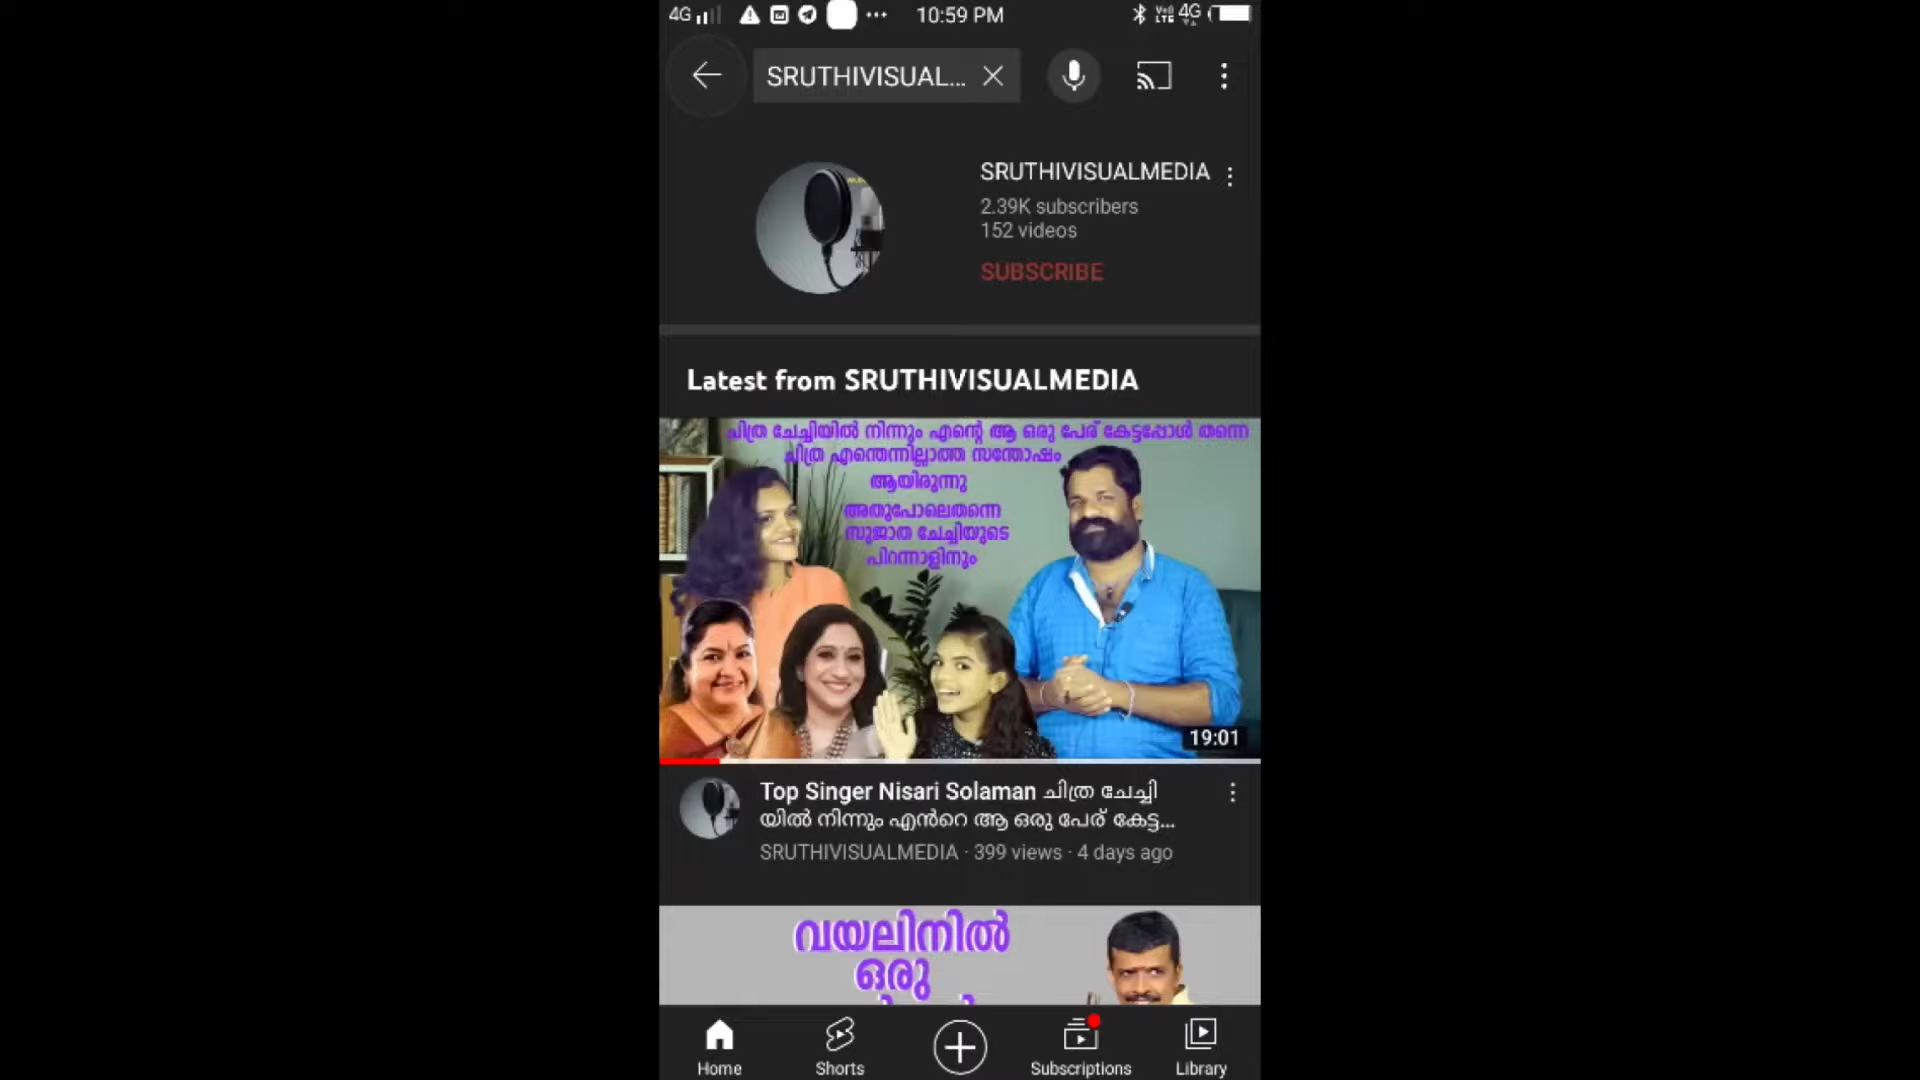 4G 10:59 PM 4G
SRUTHIVISUAL...
SRUTHIVISUALMEDIA
2.39K subscribers
152 videos
SUBSCRIBE
Latest from SRUTHIVISUALMEDIA
ചിത്ര ചേച്ചിയിൽ നിന്നും എന്റെ ആ ഒരു പേര് കേട്ടപ്പോൾ തന്നെ
ചിത്ര എന്തെന്നില്ലാത്ത സന്തോഷം
ആയിരുന്നു
അതുപോലെതന്നെ
സുജാത ചേച്ചിയുടെ
പിറന്നാളിനും
19:01
Top Singer Nisari Solaman ചിത്ര ചേച്ചി
യിൽ നിന്നും എൻറെ ആ ഒരു പേര് കേട്ട...
SRUTHIVISUALMEDIA · 399 views · 4 days ago
വയലിനിൽ
ഒരു
Home Shorts Subscriptions Library